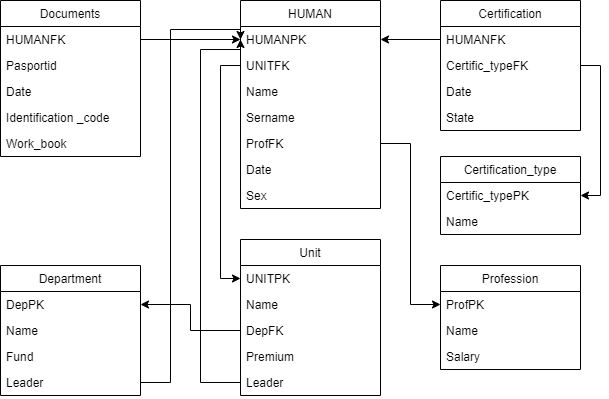 Documents
HUMANFK
Pasportid
Date
Identification _code
Work_book
HUMAN
HUMANPK
UNITFK
Name
Sername
ProfFK
Date
Sex
Certification
HUMANFK
Certific_typeFK
Date
State
Certification_type
Certific_typePK
Name
Department
DepPK
Name
Fund
Leader
Unit
UNITPK
Name
DepFK
Premium
Leader
Profession
ProfPK
Name
Salary